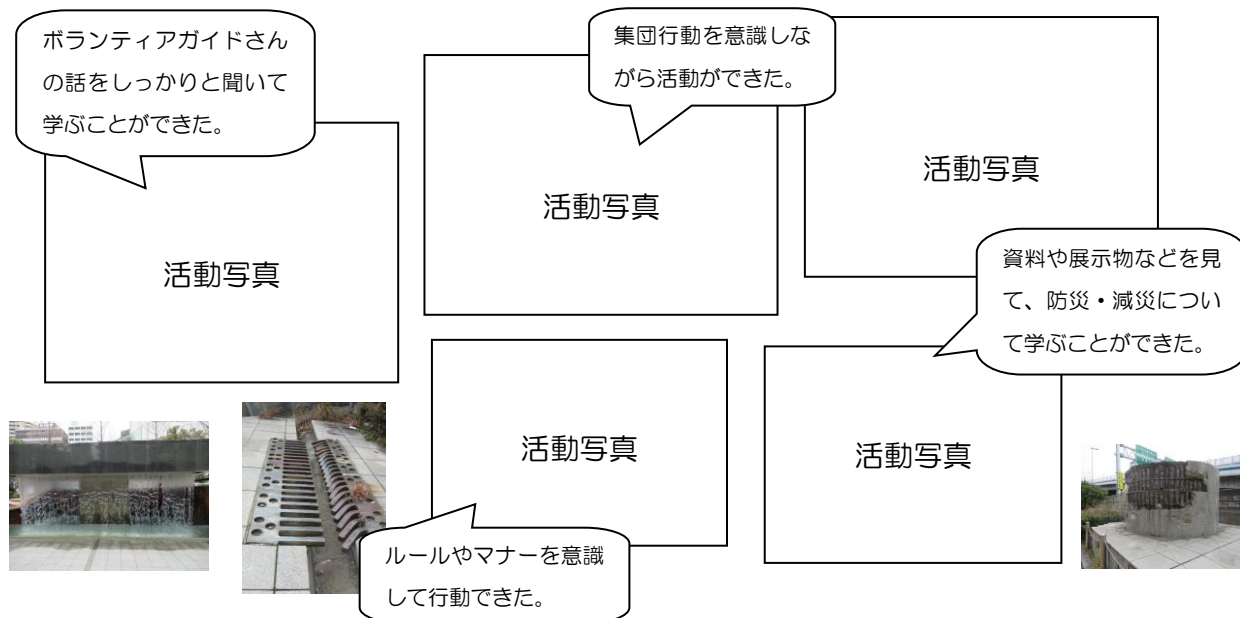 ボランティアガイドさん
の話をしっかりと聞いて
学ぶことができた。
活動写真
集団行動を意識しな
がら活動ができた。
活動写真
活動写真
資料や展示物などを見
て、防災・減災につい
て学ぶことができた。
活動写真
ルールやマナーを意識
して行動できた。
活動写真